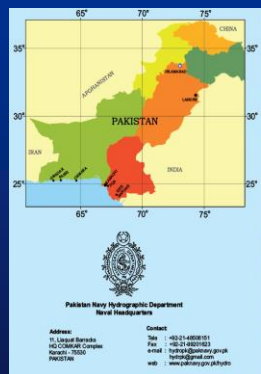 65° 70° 75°
CHINA
35° 35°
AFGHANISTAN
ISLAMABAD
LAHORE
30° 30°
PAKISTAN
IRAN
INDIA
25° 25°
65° 70° 75°
Pakistan Navy Hydrographic Department
Naval Headquarters
Address:
11, Liaquat Barracks
HQ COMKAR Complex
Karachi - 75530
PAKISTAN
Contact
Tele : +92-21-48506151
Fax : +92-21-99201623
e-mail : hydropk@paknavy.gov.pk
hydrpk@gmail.com
web : www.paknavy.gov.pk/hydro